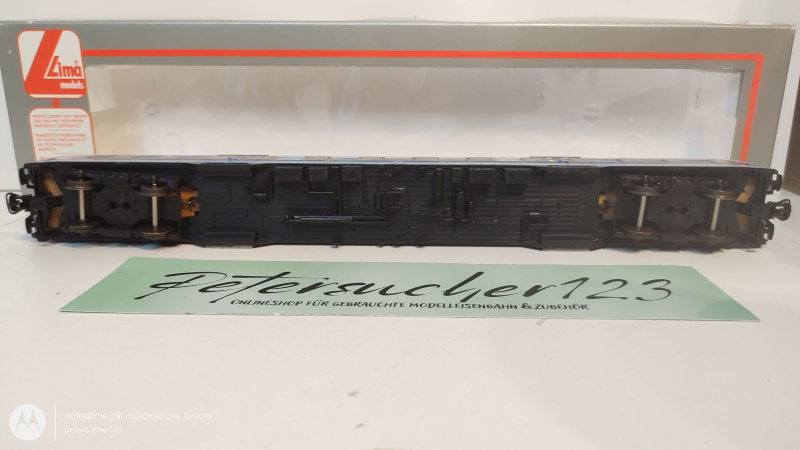 Lima®
models
Petersucher123
ONLINESHOP FÜR GEBRAUCHTE MODELLEISENBAHN & ZUBEHÖR
Aufnahme mit motorola one fusion+
petersucher123